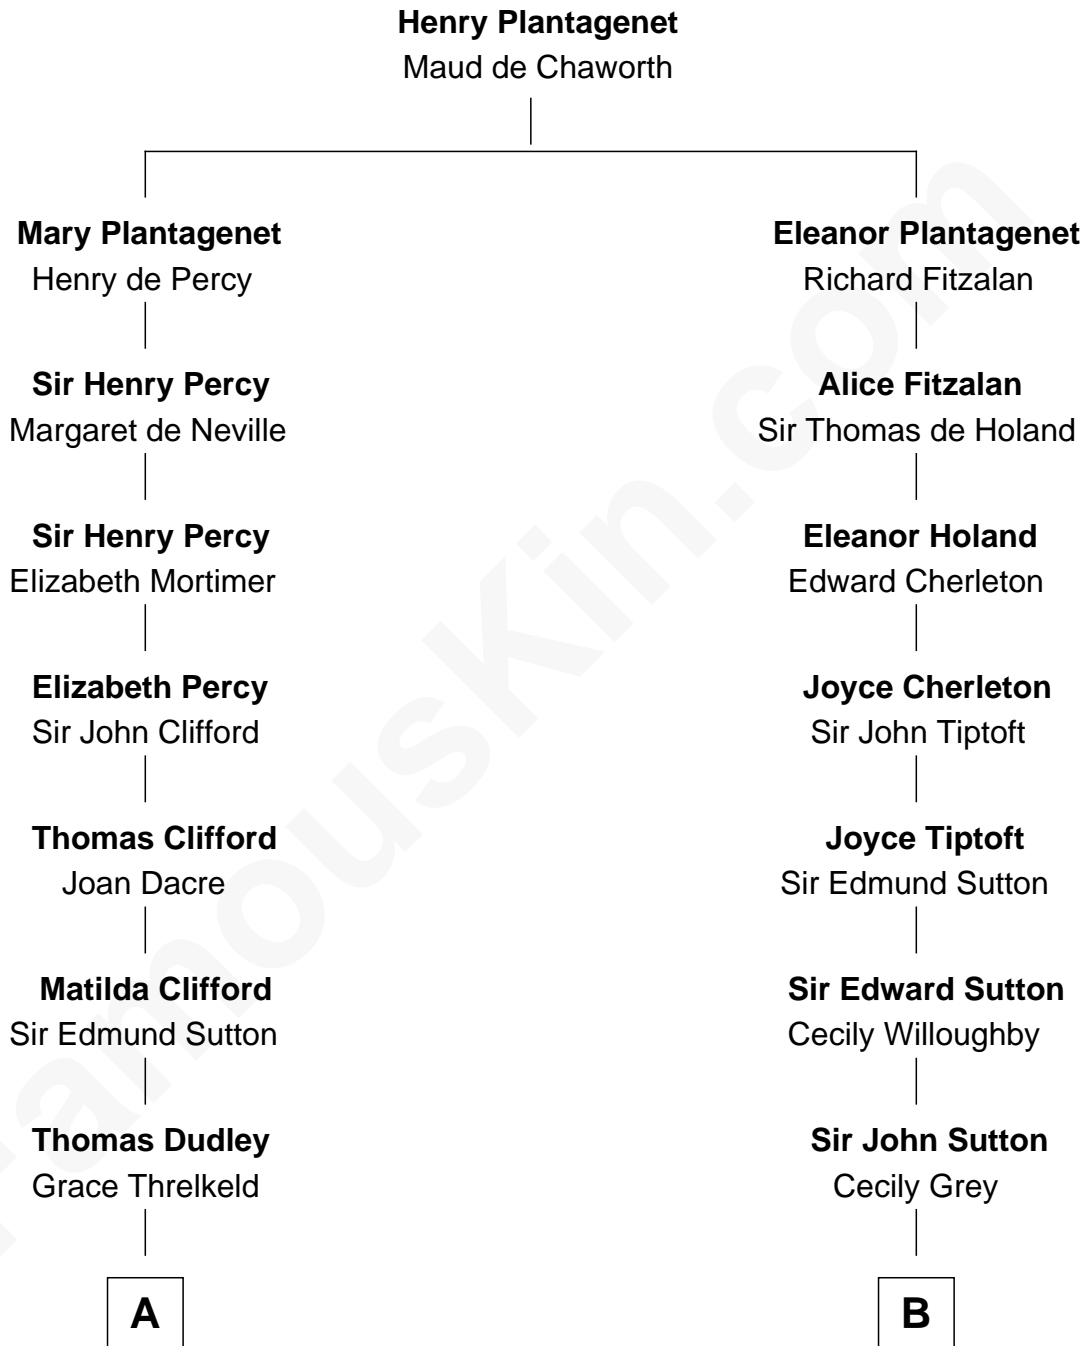 Henry Plantagenet
Maud de Chaworth
Mary Plantagenet
Henry de Percy
Eleanor Plantagenet
Richard Fitzalan
Sir Henry Percy
Margaret de Neville
Alice Fitzalan
Sir Thomas de Holand
Sir Henry Percy
Elizabeth Mortimer
Eleanor Holand
Edward Cherleton
Elizabeth Percy
Sir John Clifford
Joyce Cherleton
Sir John Tiptoft
Thomas Clifford
Joan Dacre
Joyce Tiptoft
Sir Edmund Sutton
Matilda Clifford
Sir Edmund Sutton
Sir Edward Sutton
Cecily Willoughby
Thomas Dudley
Grace Threlkeld
Sir John Sutton
Cecily Grey
A
B
FamousKin.com